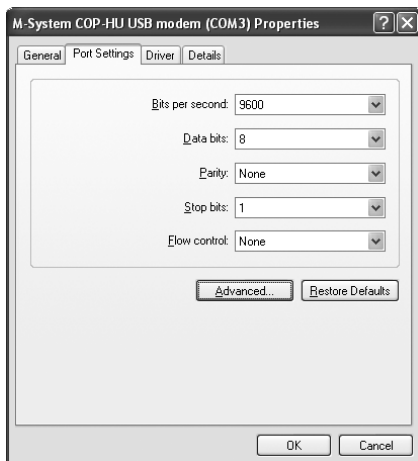 M-System COP-HU USB modem (COM3) Properties
General Port Settings Driver Details
Bits per second: 9600
Data bits: 8
Parity: None
Stop bits: 1
Flow control: None
Advanced... Restore Defaults
OK Cancel